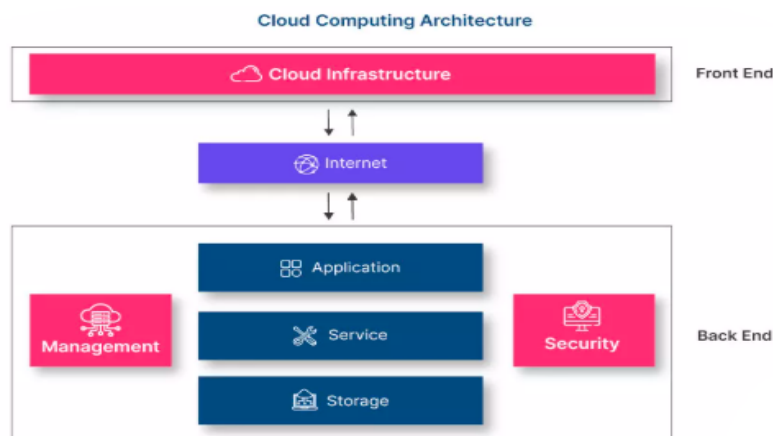 Cloud Computing Architecture
Cloud Infrastructure
Front End
Internet
Application
Management
Service
Security
Back End
Storage